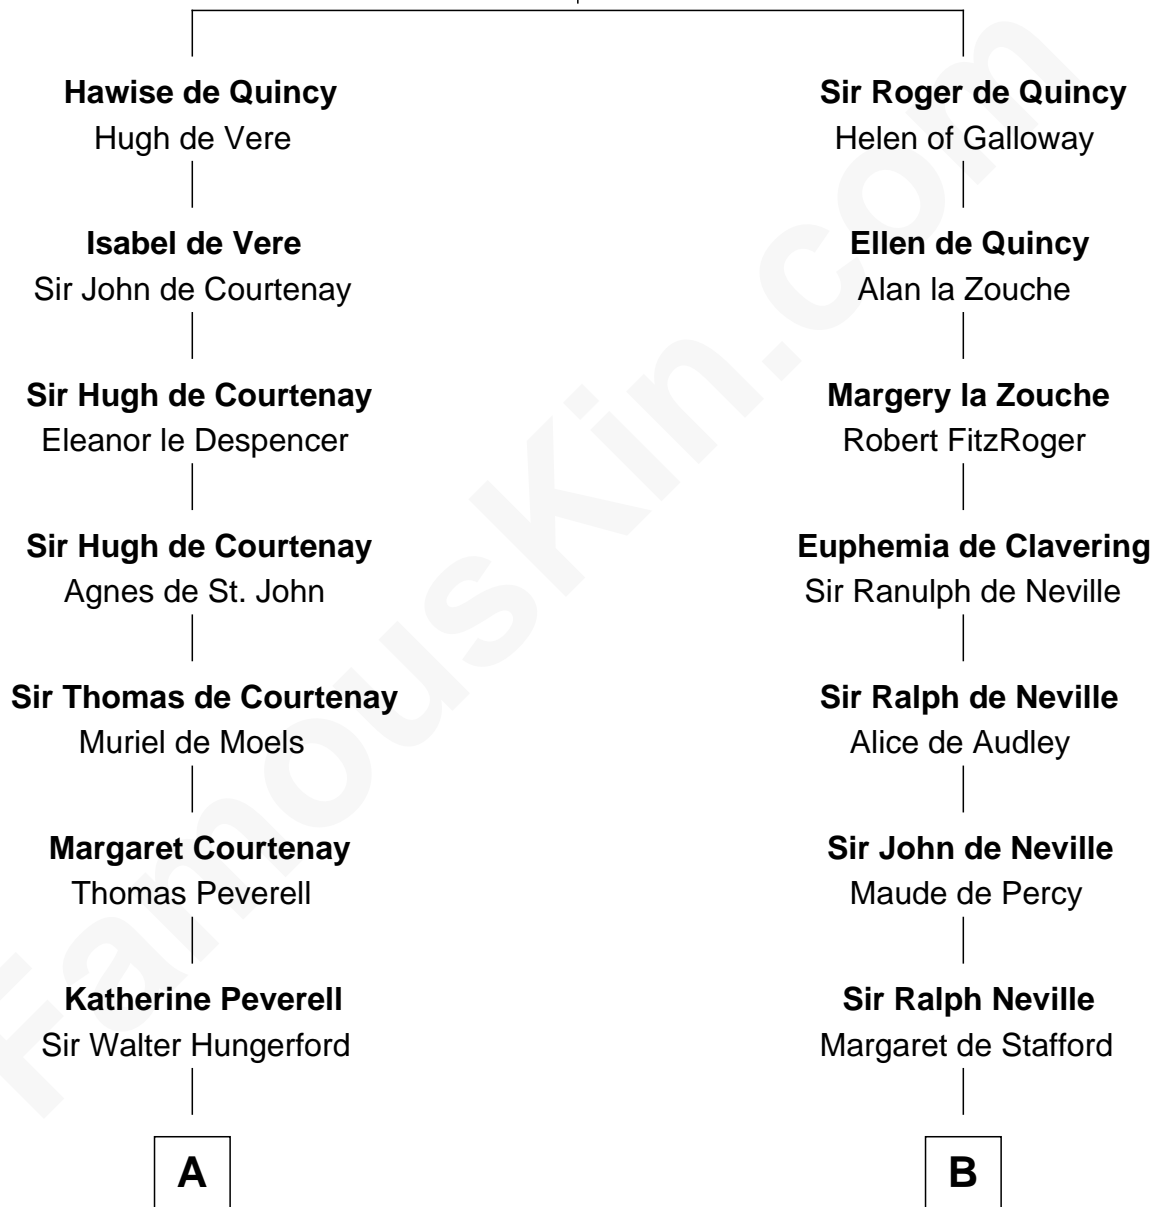 Hawise de Quincy
Hugh de Vere
Isabel de Vere
Sir John de Courtenay
Sir Hugh de Courtenay
Eleanor le Despencer
Sir Hugh de Courtenay
Agnes de St. John
Sir Thomas de Courtenay
Muriel de Moels
Margaret Courtenay
Thomas Peverell
Katherine Peverell
Sir Walter Hungerford
A
Sir Roger de Quincy
Helen of Galloway
Ellen de Quincy
Alan la Zouche
Margery la Zouche
Robert FitzRoger
Euphemia de Clavering
Sir Ranulph de Neville
Sir Ralph de Neville
Alice de Audley
Sir John de Neville
Maude de Percy
Sir Ralph Neville
Margaret de Stafford
B
FamousKin.com